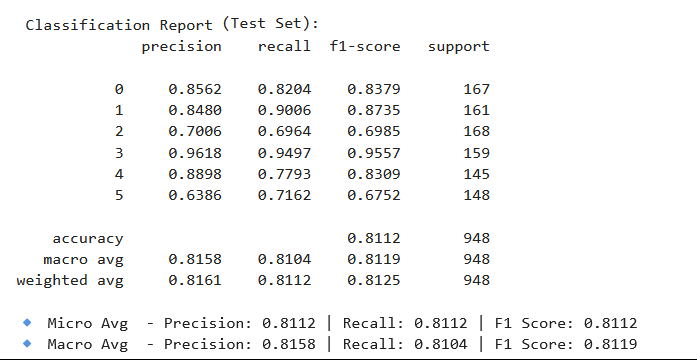 Classification Report (Test Set):
precision recall f1-score support
0 0.8562 0.8204 0.8379 167
1 0.8480 0.9006 0.8735 161
2 0.7006 0.6964 0.6985 168
3 0.9618 0.9497 0.9557 159
4 0.8898 0.7793 0.8309 145
5 0.6386 0.7162 0.6752 148
accuracy 0.8112 948
macro avg 0.8158 0.8104 0.8119 948
weighted avg 0.8161 0.8112 0.8125 948
🔹 Micro Avg - Precision: 0.8112 | Recall: 0.8112 | F1 Score: 0.8112
🔹 Macro Avg - Precision: 0.8158 | Recall: 0.8104 | F1 Score: 0.8119